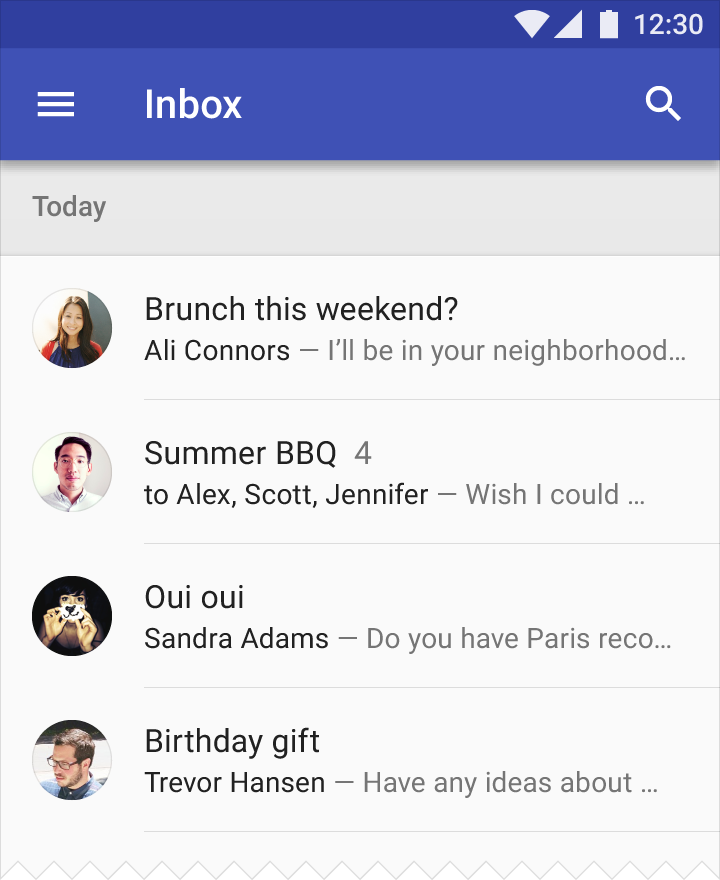 12:30
Inbox
Today
Brunch this weekend?
Ali Connors — I’ll be in your neighborhood…
Summer BBQ 4
to Alex, Scott, Jennifer — Wish I could …
Oui oui
Sandra Adams — Do you have Paris reco…
Birthday gift
Trevor Hansen — Have any ideas about …